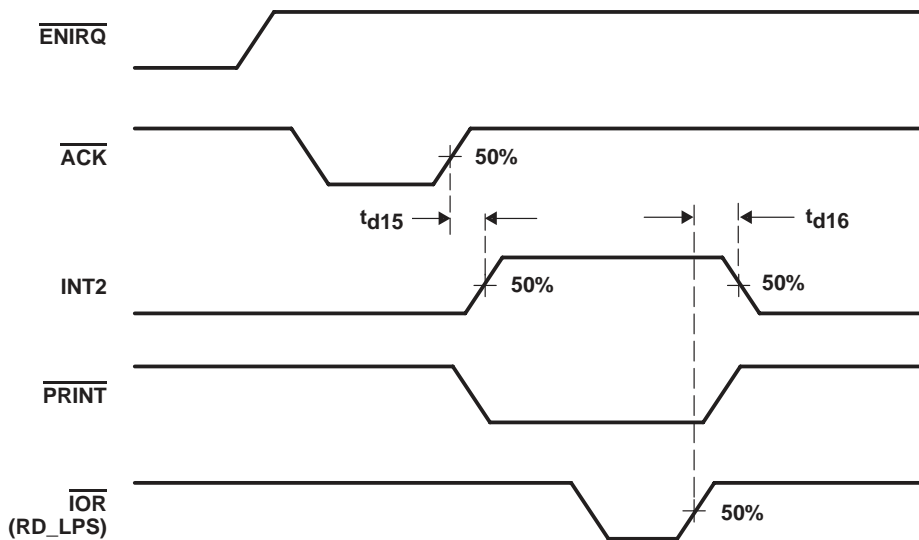 ENIRQ
ACK
50%
td15
td16
INT2
50%
50%
PRINT
IOR
(RD_LPS)
50%